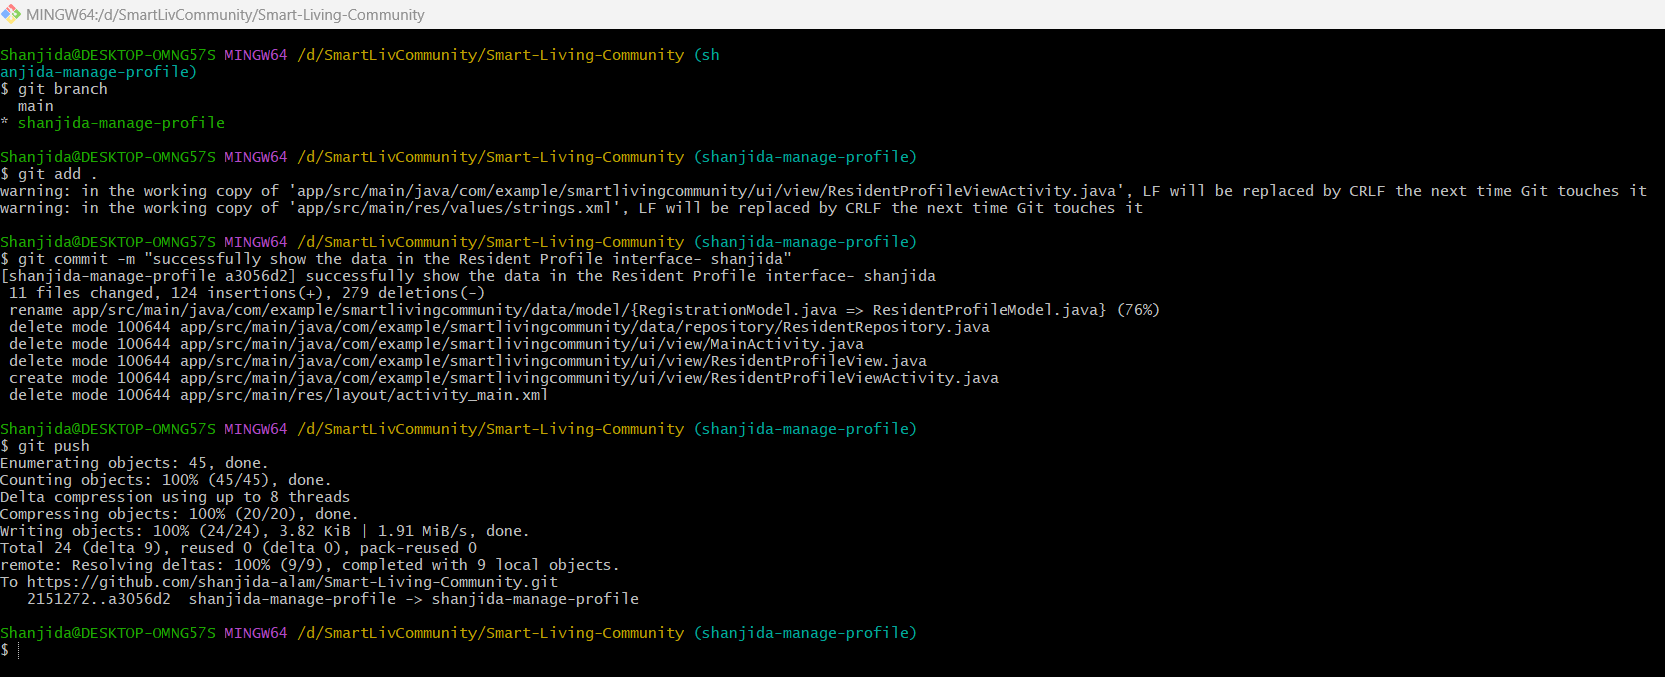 MINGW64:/d/SmartLivCommunity/Smart-Living-Community
Shanjida@DESKTOP-OMNG57S MINGW64 /d/SmartLivCommunity/Smart-Living-Community (sh
anjida-manage-profile)
$ git branch
  main
* shanjida-manage-profile
Shanjida@DESKTOP-OMNG57S MINGW64 /d/SmartLivCommunity/Smart-Living-Community (shanjida-manage-profile)
$ git add .
warning: in the working copy of 'app/src/main/java/com/example/smartlivingcommunity/ui/view/ResidentProfileViewActivity.java', LF will be replaced by CRLF the next time Git touches it
warning: in the working copy of 'app/src/main/res/values/strings.xml', LF will be replaced by CRLF the next time Git touches it
Shanjida@DESKTOP-OMNG57S MINGW64 /d/SmartLivCommunity/Smart-Living-Community (shanjida-manage-profile)
$ git commit -m "successfully show the data in the Resident Profile interface- shanjida"
[shanjida-manage-profile a3056d2] successfully show the data in the Resident Profile interface- shanjida
 11 files changed, 124 insertions(+), 279 deletions(-)
 rename app/src/main/java/com/example/smartlivingcommunity/data/model/{RegistrationModel.java => ResidentProfileModel.java} (76%)
 delete mode 100644 app/src/main/java/com/example/smartlivingcommunity/data/repository/ResidentRepository.java
 delete mode 100644 app/src/main/java/com/example/smartlivingcommunity/ui/view/MainActivity.java
 delete mode 100644 app/src/main/java/com/example/smartlivingcommunity/ui/view/ResidentProfileView.java
 create mode 100644 app/src/main/java/com/example/smartlivingcommunity/ui/view/ResidentProfileViewActivity.java
 delete mode 100644 app/src/main/res/layout/activity_main.xml
Shanjida@DESKTOP-OMNG57S MINGW64 /d/SmartLivCommunity/Smart-Living-Community (shanjida-manage-profile)
$ git push
Enumerating objects: 45, done.
Counting objects: 100% (45/45), done.
Delta compression using up to 8 threads
Compressing objects: 100% (20/20), done.
Writing objects: 100% (24/24), 3.82 KiB | 1.91 MiB/s, done.
Total 24 (delta 9), reused 0 (delta 0), pack-reused 0
remote: Resolving deltas: 100% (9/9), completed with 9 local objects.
To https://github.com/shanjida-alam/Smart-Living-Community.git
   2151272..a3056d2  shanjida-manage-profile -> shanjida-manage-profile
Shanjida@DESKTOP-OMNG57S MINGW64 /d/SmartLivCommunity/Smart-Living-Community (shanjida-manage-profile)
$